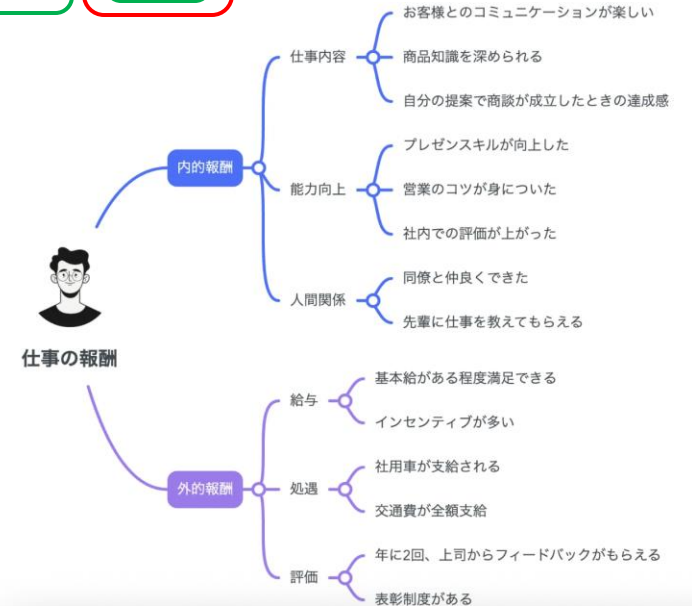 仕事の報酬
内的報酬
仕事内容
お客様とのコミュニケーションが楽しい
商品知識を深められる
自分の提案で商談が成立したときの達成感
能力向上
プレゼンスキルが向上した
営業のコツが身についた
社内での評価が上がった
人間関係
同僚と仲良くできた
先輩に仕事を教えてもらえる
外的報酬
給与
基本給がある程度満足できる
インセンティブが多い
処遇
社用車が支給される
交通費が全額支給
評価
年に2回、上司からフィードバックがもらえる
表彰制度がある